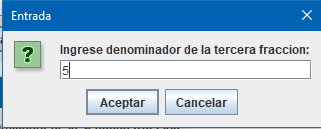 Entrada
Ingrese denominador de la tercera fraccion:
5
Aceptar Cancelar